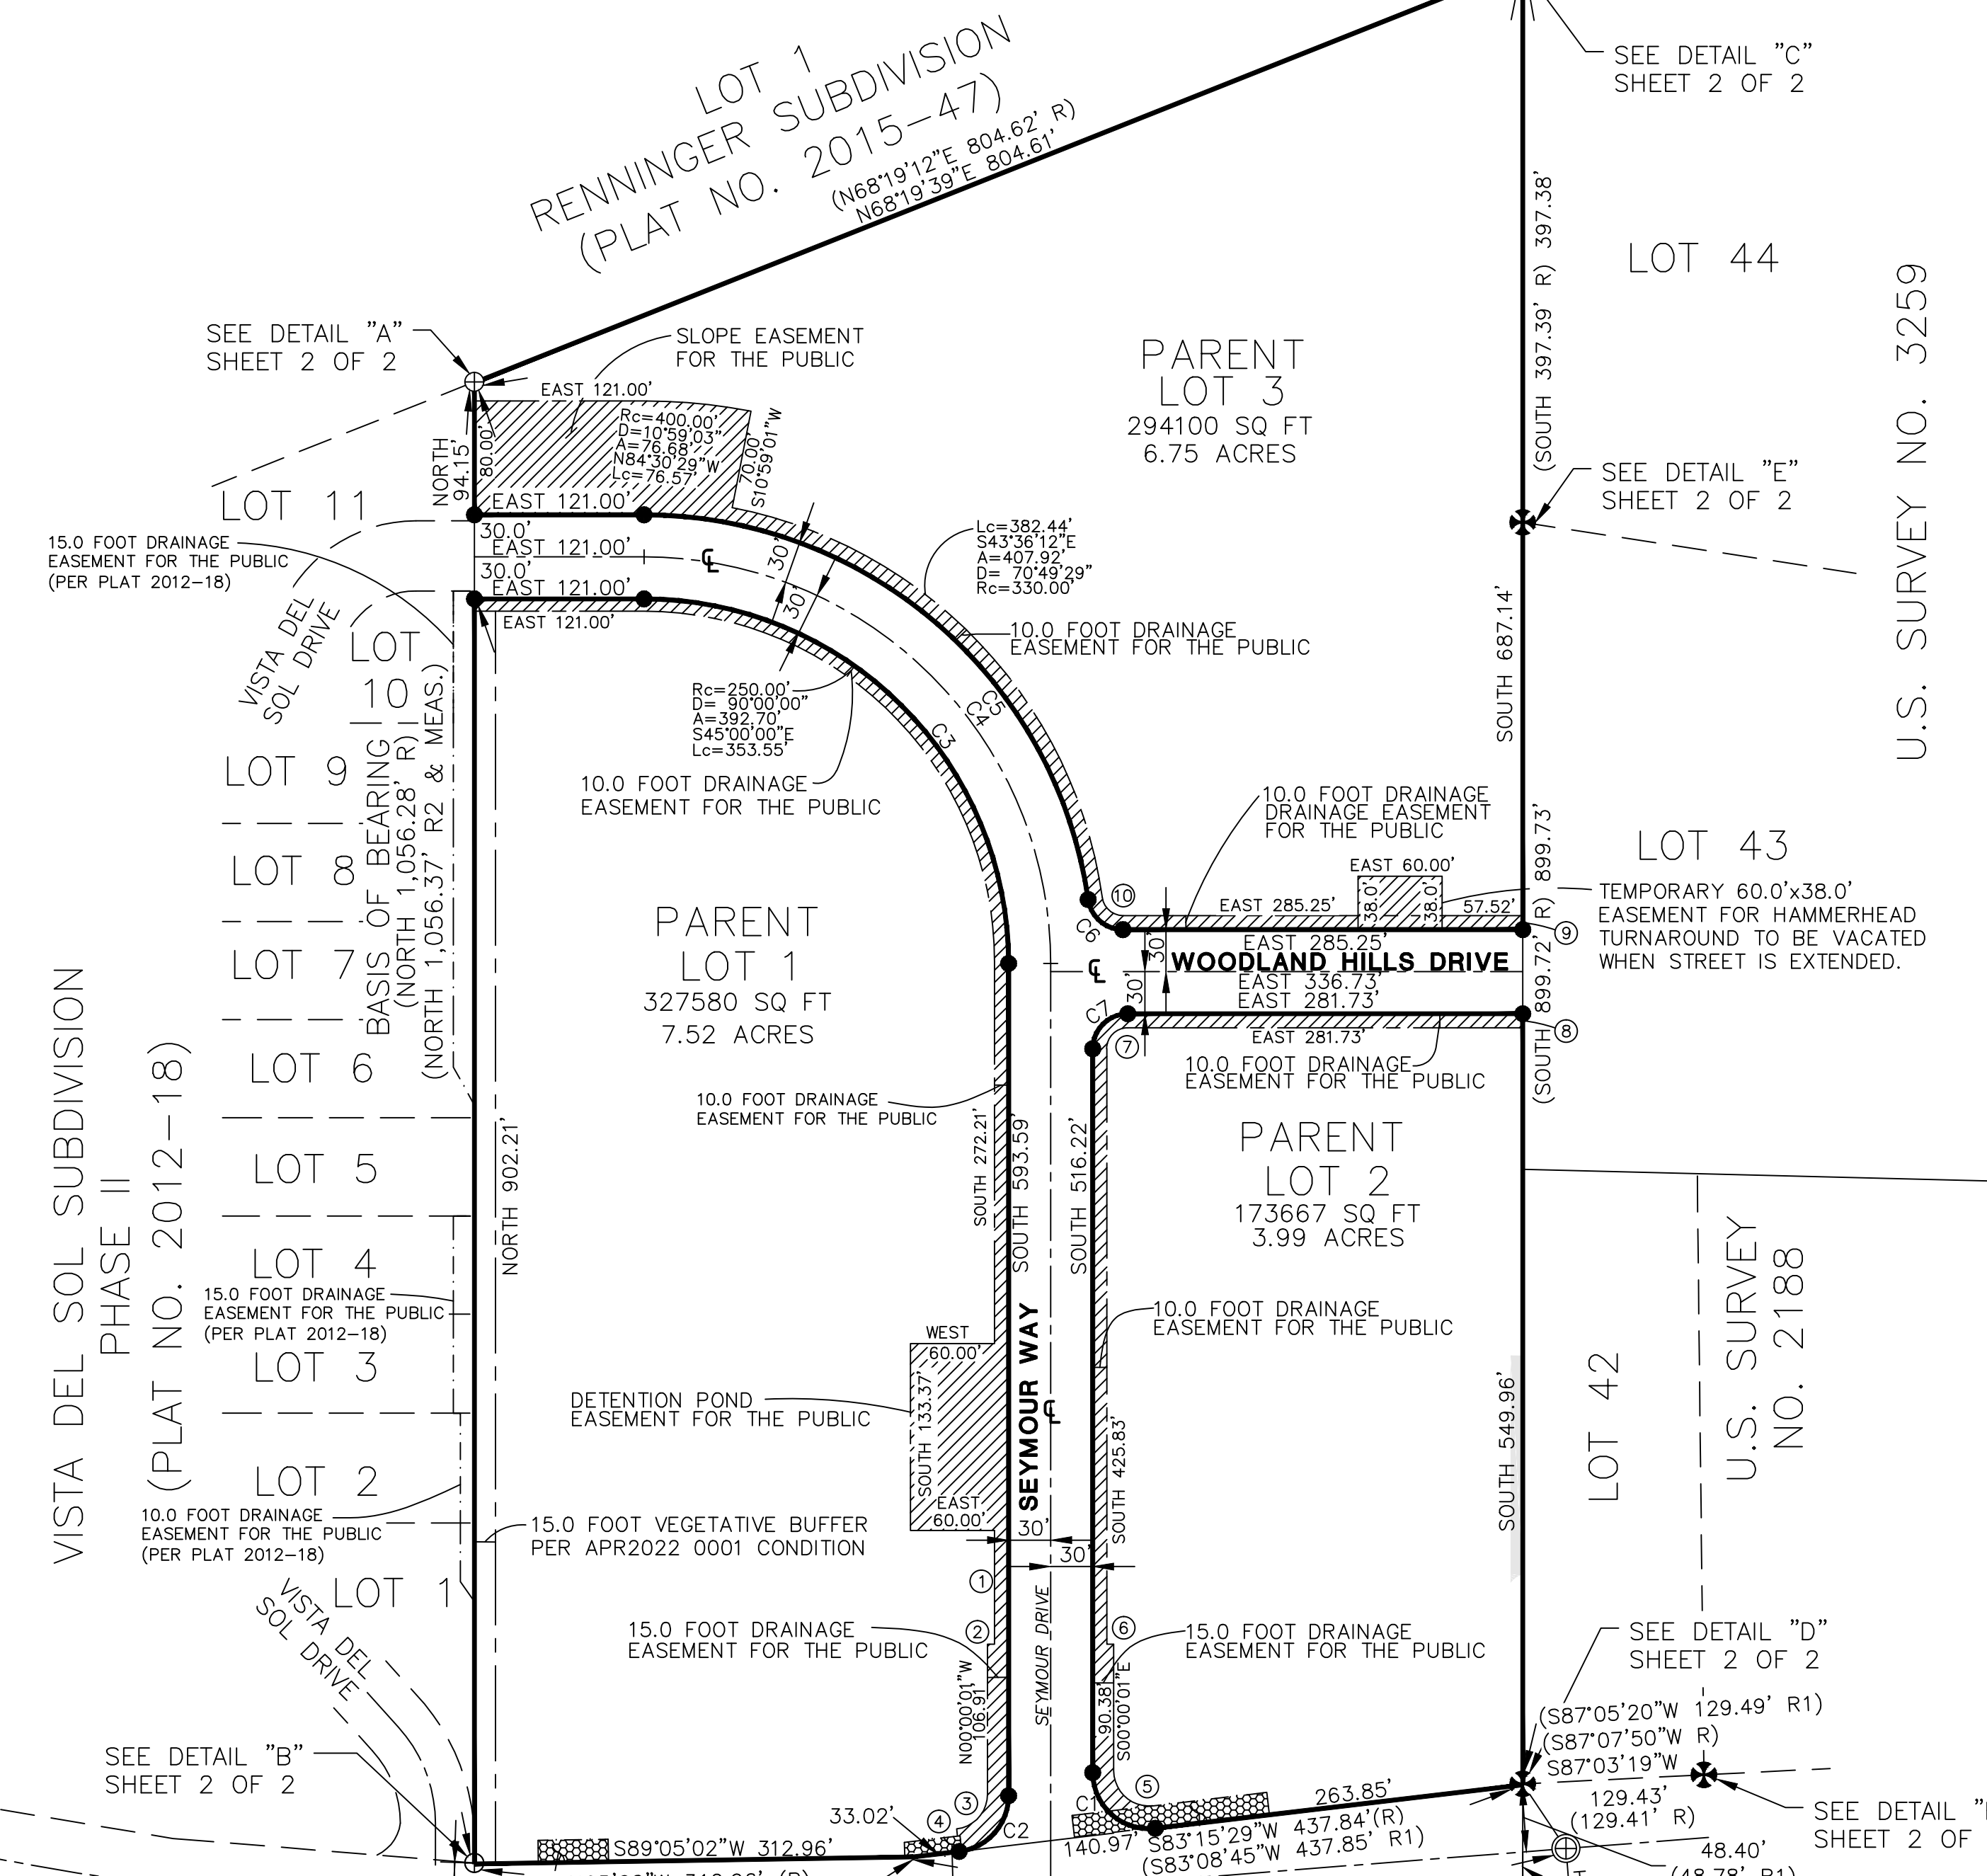 LOT 1
RENNINGER SUBDIVISION
(PLAT NO. 2015-47)
(N68°19'12"E 804.62' R)
N68°19'39"E 804.61'
SEE DETAIL "C"
SHEET 2 OF 2
(SOUTH 397.39' R) 397.38'
LOT 44
U.S. SURVEY NO. 3259
SEE DETAIL "A"
SHEET 2 OF 2
SLOPE EASEMENT
FOR THE PUBLIC
PARENT
LOT 3
294100 SQ FT
6.75 ACRES
SEE DETAIL "E"
SHEET 2 OF 2
EAST 121.00'
Rc=400.00'
D=10°59'03"
A=76.68'
N84°30'29"W
Lc=76.57'
70.00'
S10°59'01"W
NORTH
94.15'
80.00'
LOT 11
EAST 121.00'
30.0'
EAST 121.00'
30.0'
EAST 121.00'
EAST 121.00'
℄
30'
30'
15.0 FOOT DRAINAGE
EASEMENT FOR THE PUBLIC
(PER PLAT 2012-18)
Lc=382.44'
S43°36'12"E
A=407.92'
D= 70°49'29"
Rc=330.00'
10.0 FOOT DRAINAGE
EASEMENT FOR THE PUBLIC
VISTA DEL
SOL DRIVE
LOT
10
SOUTH 687.14'
Rc=250.00'
D= 90°00'00"
A=392.70'
S45°00'00"E
Lc=353.55'
C5
C4
C3
10.0 FOOT DRAINAGE
EASEMENT FOR THE PUBLIC
BASIS OF BEARING
(NORTH 1,056.28' R)
(NORTH 1,056.37' R2 & MEAS.)
LOT 9
LOT 8
LOT 7
LOT 6
LOT 5
LOT 4
15.0 FOOT DRAINAGE
EASEMENT FOR THE PUBLIC
(PER PLAT 2012-18)
LOT 3
LOT 2
10.0 FOOT DRAINAGE
EASEMENT FOR THE PUBLIC
(PER PLAT 2012-18)
LOT 1
VISTA DEL SOL SUBDIVISION
PHASE II
(PLAT NO. 2012-18)
10.0 FOOT DRAINAGE
DRAINAGE EASEMENT
FOR THE PUBLIC
EAST 60.00'
38.0'
38.0'
EAST 285.25'
57.52'
10
C6
EAST 285.25'
30'
℄
WOODLAND HILLS DRIVE
EAST 336.73'
EAST 281.73'
30'
C7
7
EAST 281.73'
9
8
(SOUTH 899.72' R) 899.73'
LOT 43
TEMPORARY 60.0'x38.0'
EASEMENT FOR HAMMERHEAD
TURNAROUND TO BE VACATED
WHEN STREET IS EXTENDED.
10.0 FOOT DRAINAGE
EASEMENT FOR THE PUBLIC
PARENT
LOT 1
327580 SQ FT
7.52 ACRES
10.0 FOOT DRAINAGE
EASEMENT FOR THE PUBLIC
NORTH 902.21'
SOUTH 272.21'
SOUTH 593.59'
SOUTH 516.22'
PARENT
LOT 2
173667 SQ FT
3.99 ACRES
10.0 FOOT DRAINAGE
EASEMENT FOR THE PUBLIC
LOT 42
U.S. SURVEY
NO. 2188
SOUTH 549.96'
SEYMOUR WAY
℄
WEST
60.00'
SOUTH 133.37'
EAST
60.00'
SOUTH 425.83'
DETENTION POND
EASEMENT FOR THE PUBLIC
15.0 FOOT VEGETATIVE BUFFER
PER APR2022 0001 CONDITION
30'
30'
1
2
SEYMOUR DRIVE
6
15.0 FOOT DRAINAGE
EASEMENT FOR THE PUBLIC
15.0 FOOT DRAINAGE
EASEMENT FOR THE PUBLIC
N00°00'01"W
106.91
90.38'
S00°00'01"E
VISTA DEL
SOL DRIVE
SEE DETAIL "B"
SHEET 2 OF 2
SEE DETAIL "D"
SHEET 2 OF 2
(S87°05'20"W 129.49' R1)
(S87°07'50"W R)
S87°03'19"W
129.43'
(129.41' R)
SEE DETAIL
SHEET 2 OF
48.40'
(48.78' R1)
33.02'
4
3
C2
C1
5
263.85'
S89°05'02"W 312.96'
140.97'
S83°15'29"W 437.84'(R)
(S83°08'45"W 437.85' R1)